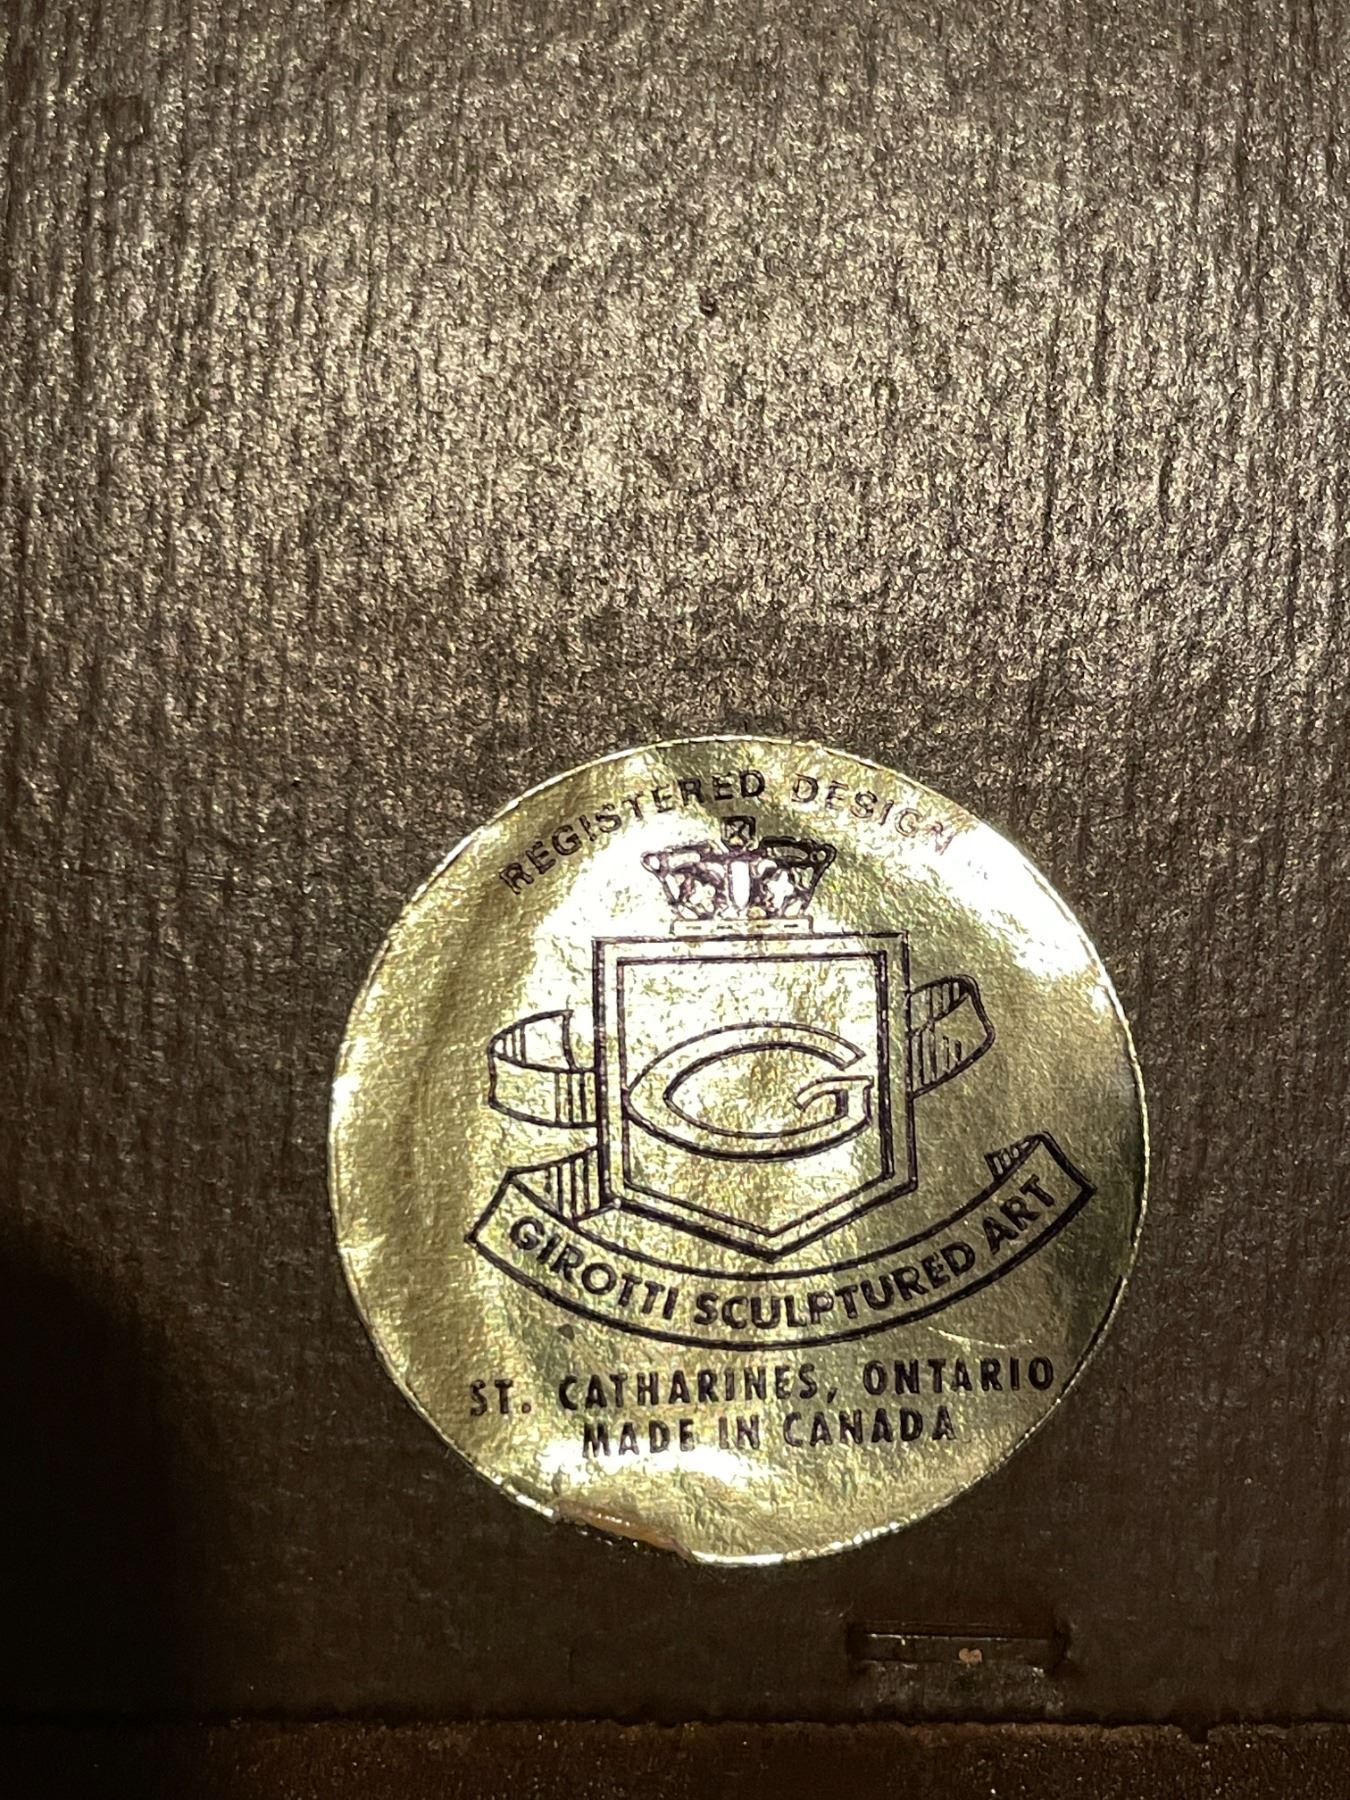 REGISTERED DESIGN
G
GIROTTI SCULPTURED ART
ST. CATHARINES, ONTARIO
MADE IN CANADA